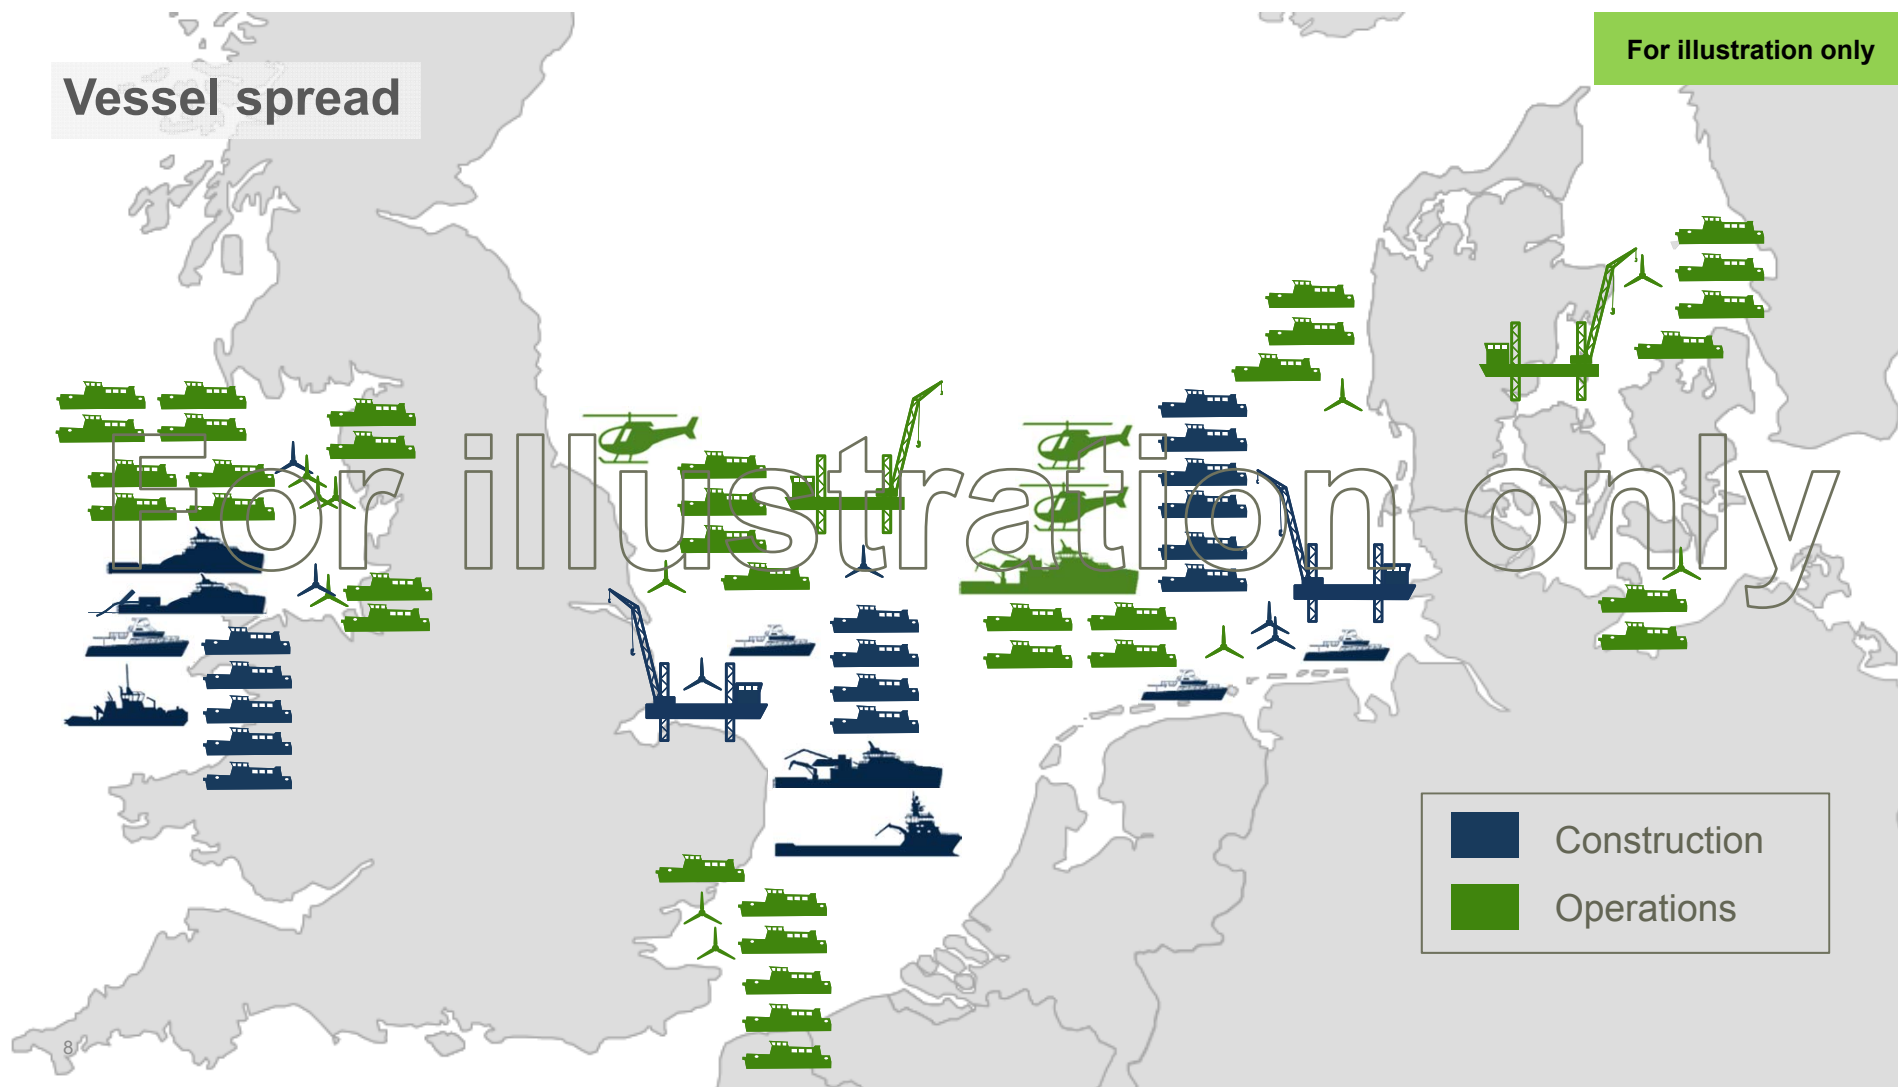 For illustration only
Vessel spread
For illustration only
Construction
Operations
8